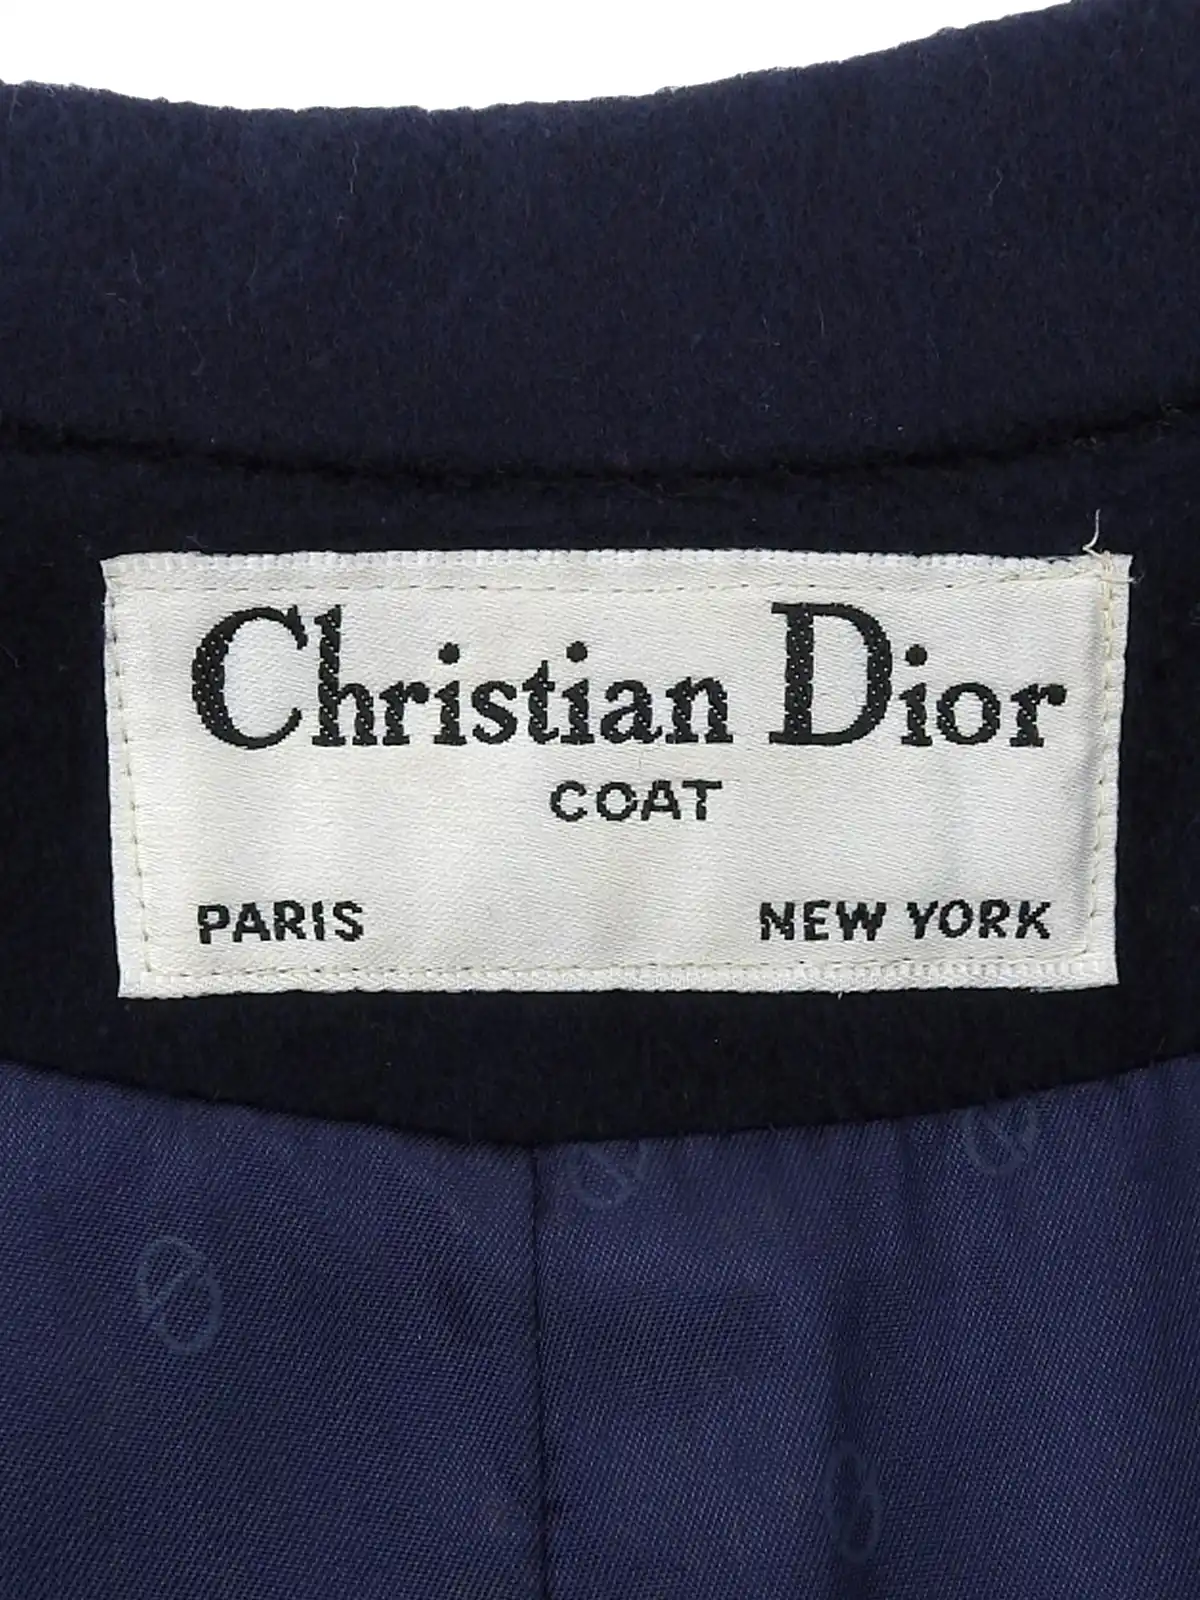 Christian Dior
COAT
PARIS NEW YORK